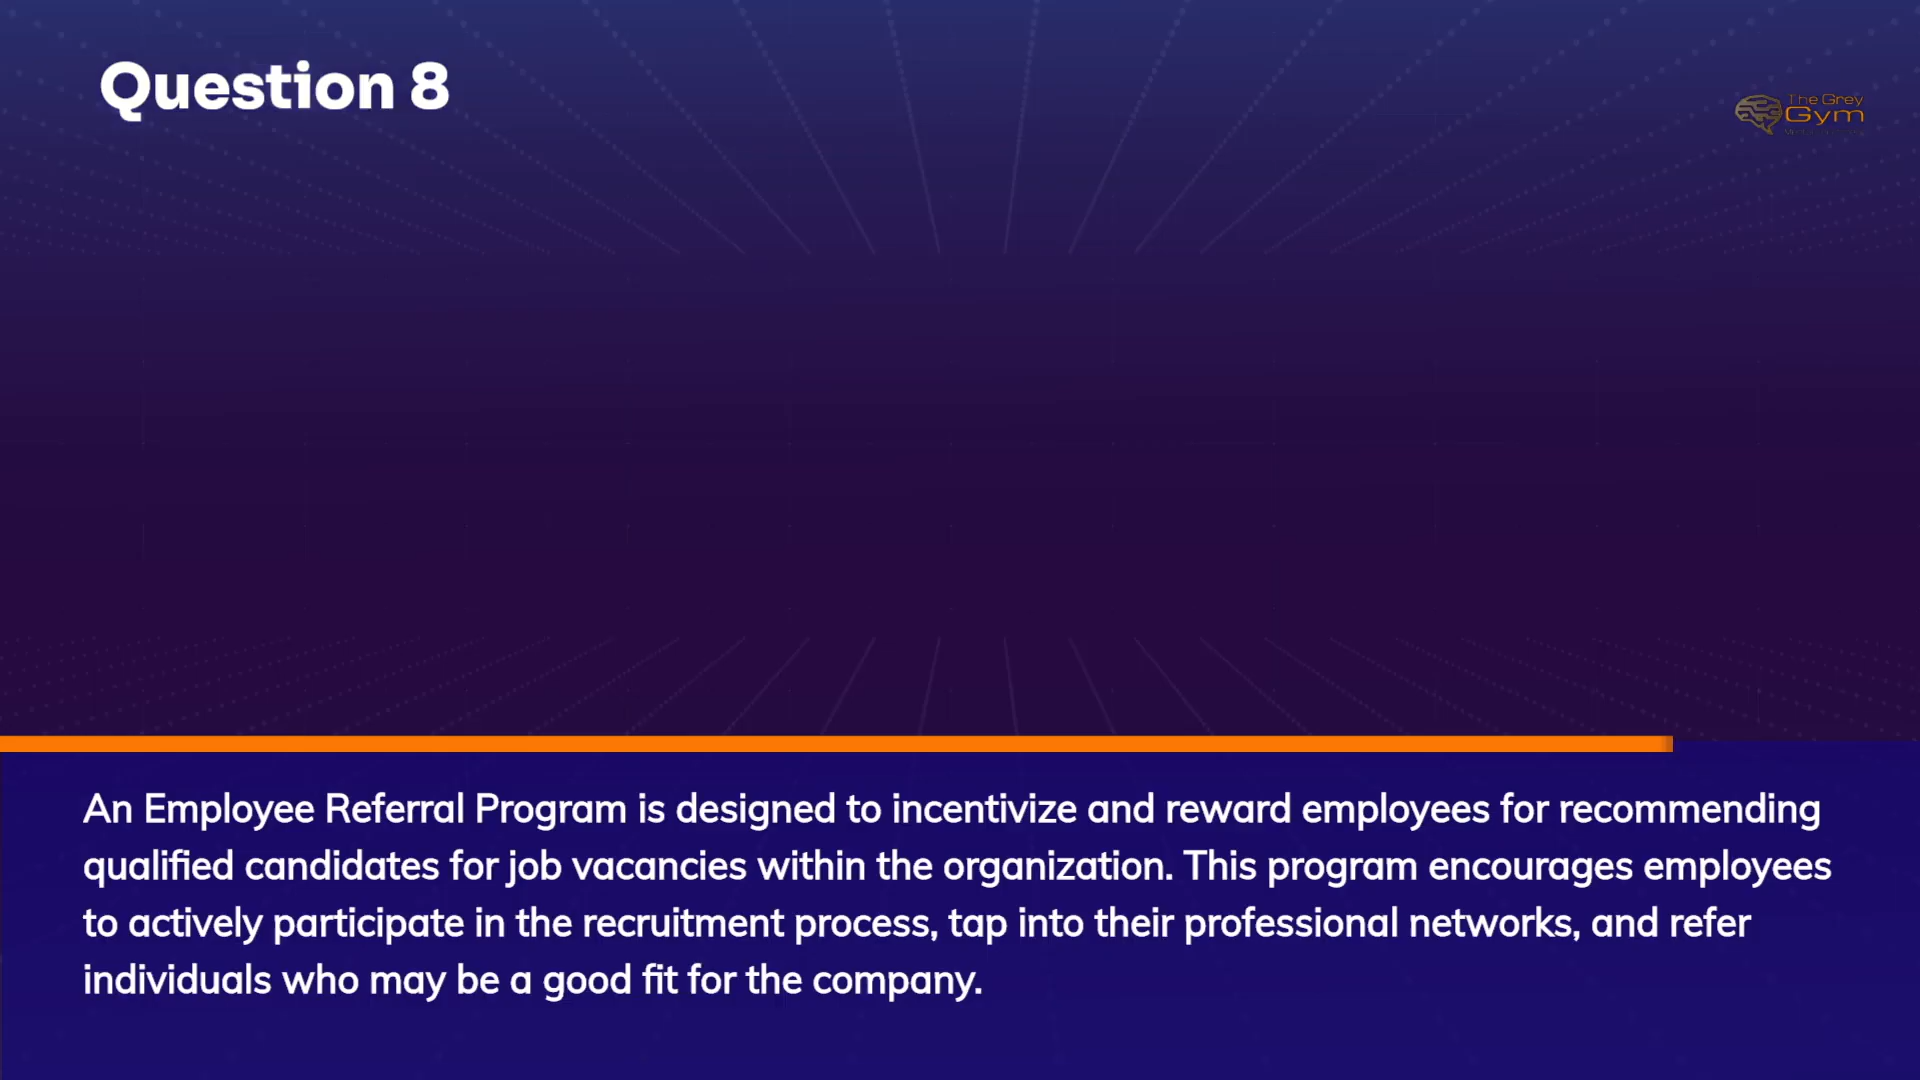 Question 8
The Grey
Gym
An Employee Referral Program is designed to incentivize and reward employees for recommending
qualified candidates for job vacancies within the organization. This program encourages employees
to actively participate in the recruitment process, tap into their professional networks, and refer
individuals who may be a good fit for the company.